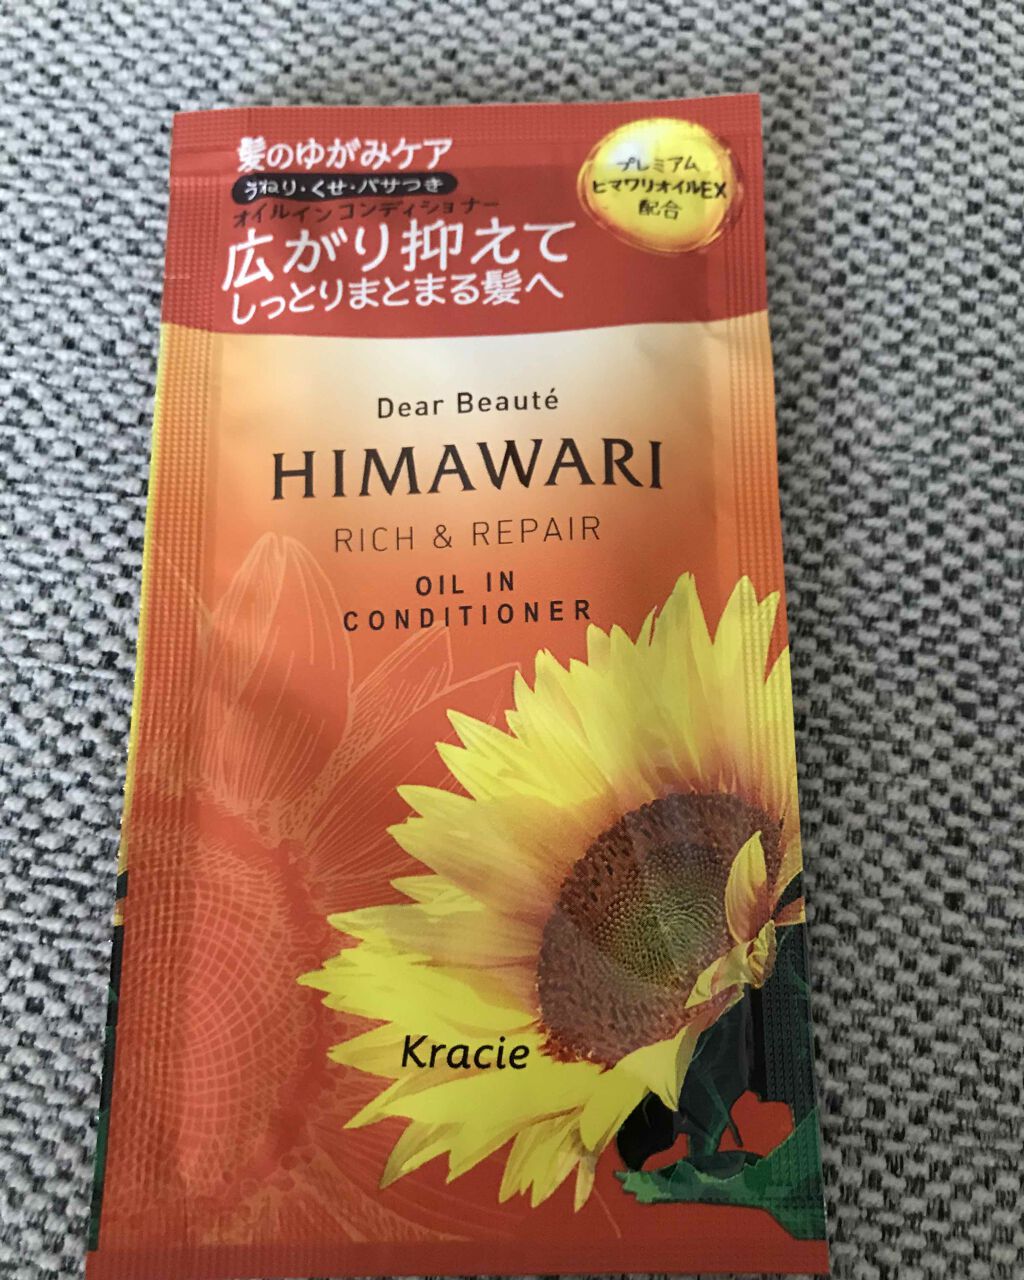 髪のゆがみケア
うねり・くせ・パサつき
オイルインコンディショナー
広がり抑えて
しっとりまとまる髪へ
プレミアム
ヒマワリオイルEX
配合
Dear Beauté
HIMAWARI
RICH & REPAIR
OIL IN
CONDITIONER
Kracie